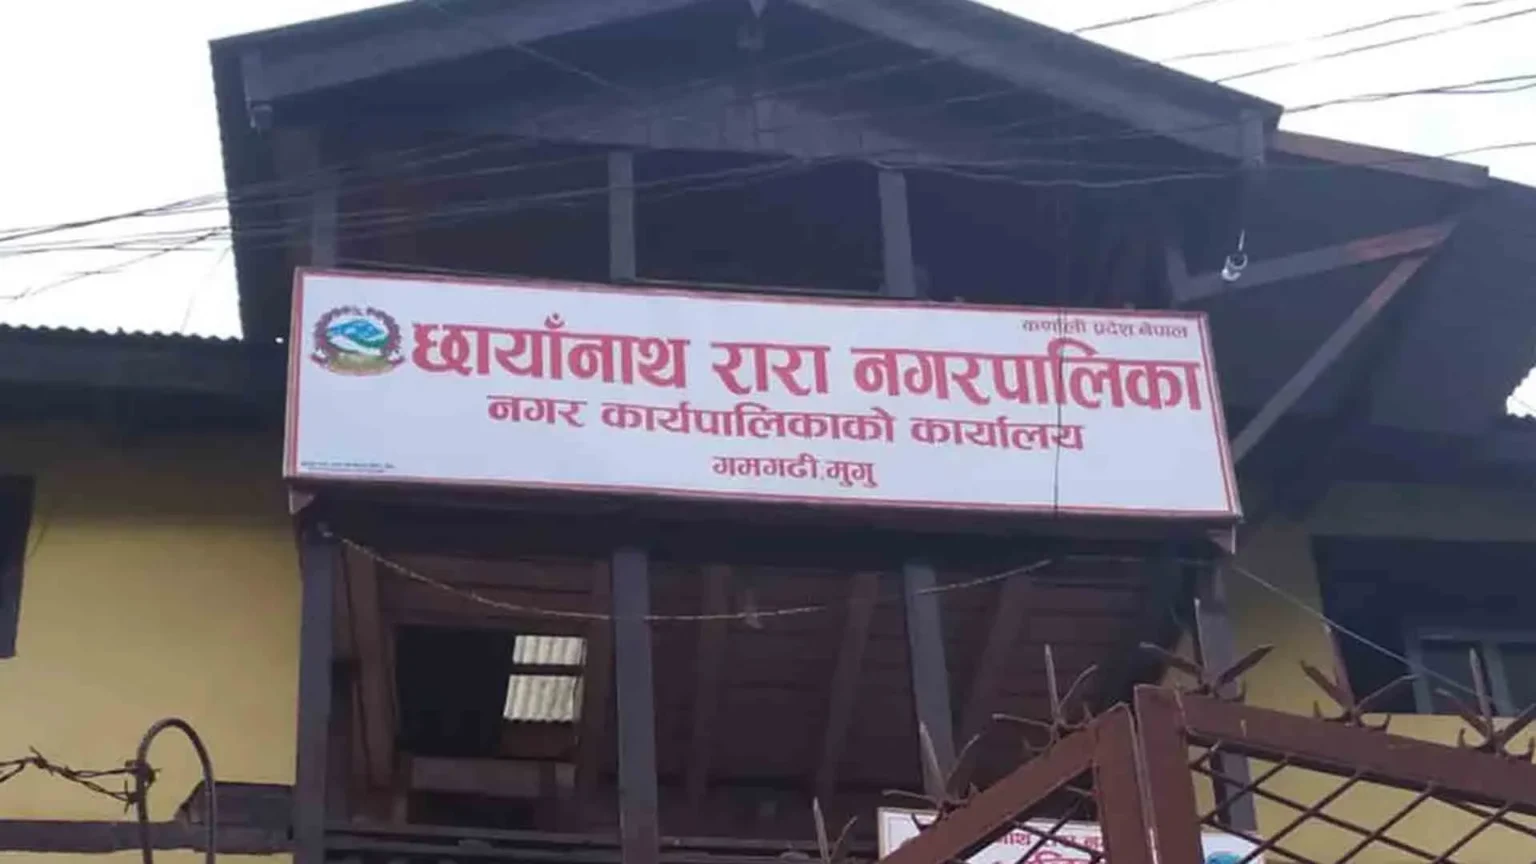 कर्णाली प्रदेश नेपाल
छायाँनाथ रारा नगरपालिका
नगर कार्यपालिकाको कार्यालय
गमगढी,मुगु